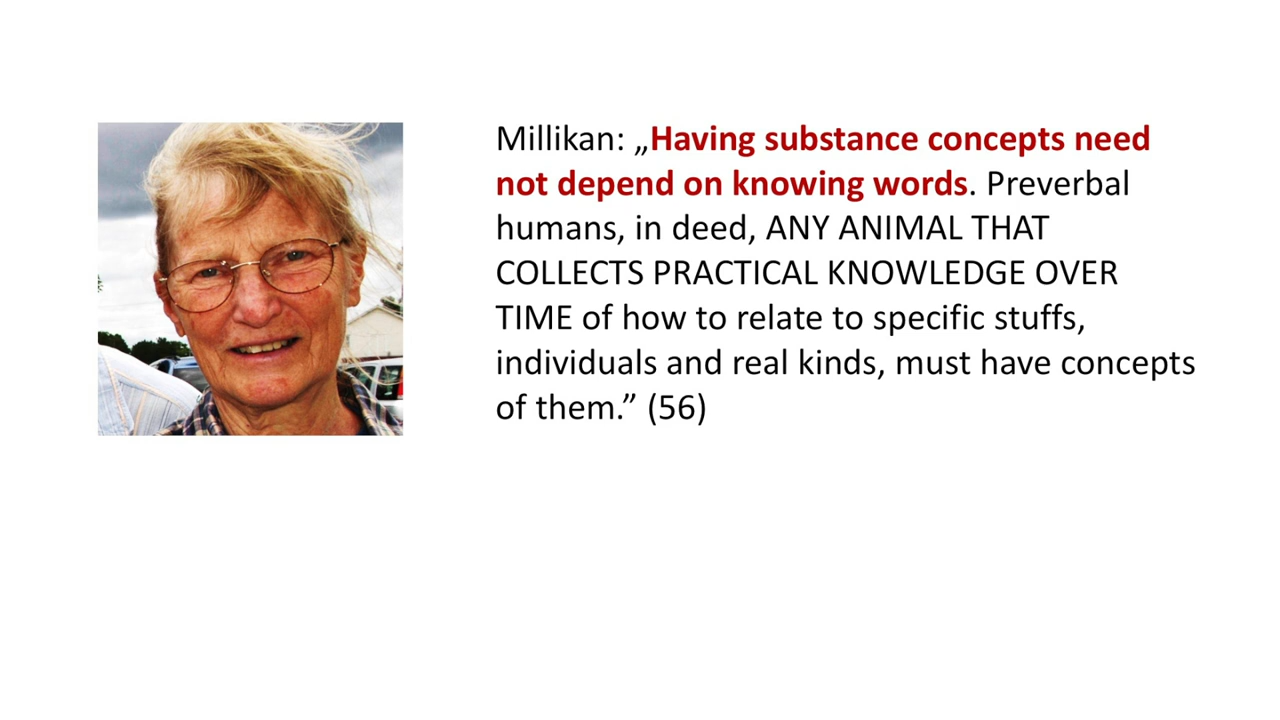 Millikan: „Having substance concepts need
not depend on knowing words. Preverbal
humans, in deed, ANY ANIMAL THAT
COLLECTS PRACTICAL KNOWLEDGE OVER
TIME of how to relate to specific stuffs,
individuals and real kinds, must have concepts
of them.” (56)